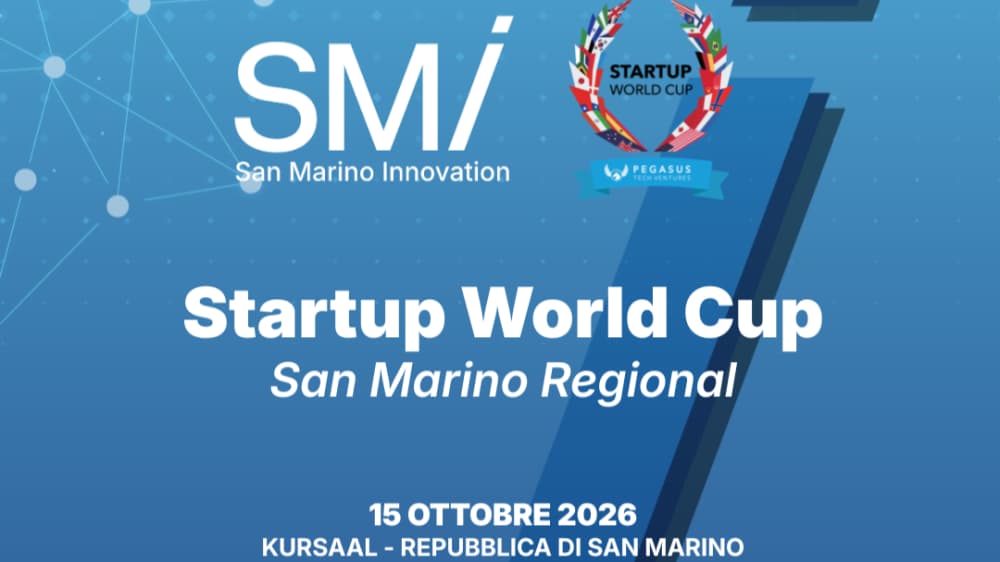 SMi
San Marino Innovation
STARTUP
WORLD CUP
PEGASUS
TECH VENTURES
Startup World Cup
San Marino Regional
15 OTTOBRE 2026
KURSAAL - REPUBBLICA DI SAN MARINO